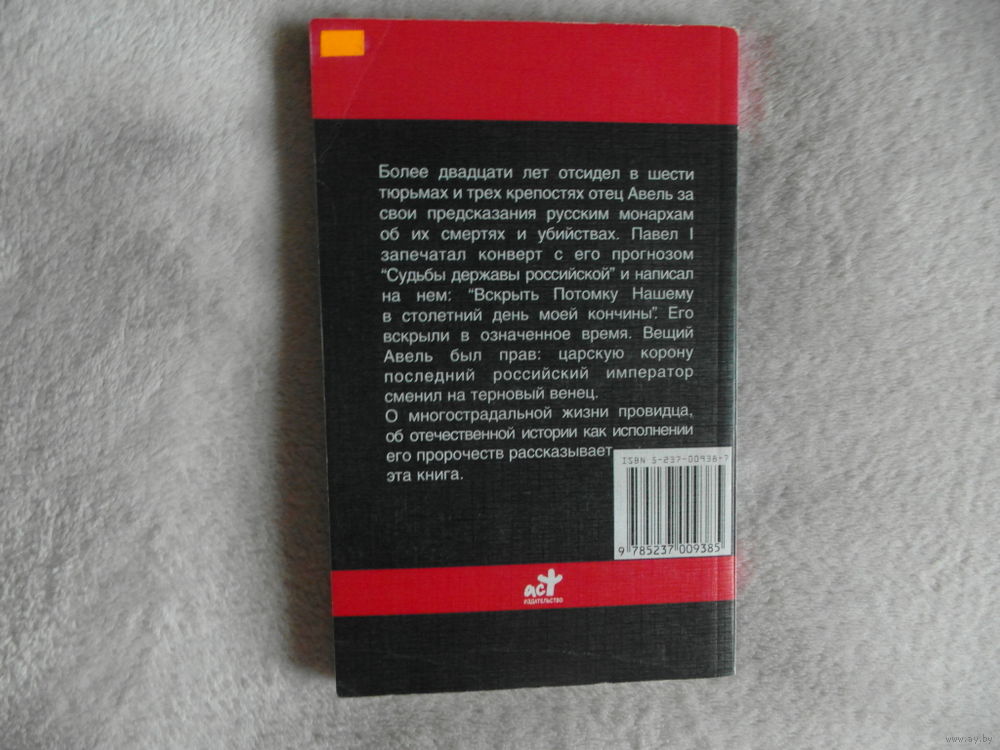 Более двадцати лет отсидел в шести
тюрьмах и трех крепостях отец Авель за
свои предсказания русским монархам
об их смертях и убийствах. Павел I
запечатал конверт с его прогнозом
“Судьбы державы российской” и написал
на нем: “Вскрыть Потомку Нашему
в столетний день моей кончины”. Его
вскрыли в означенное время. Вещий
Авель был прав: царскую корону
последний российский император
сменил на терновый венец.
О многострадальной жизни провидца,
об отечественной истории как исполнении
его пророчеств рассказывает
эта книга.
ISBN 5-237-00938-7
9 785237 009385
аст
ИЗДАТЕЛЬСТВО
www.ay.by